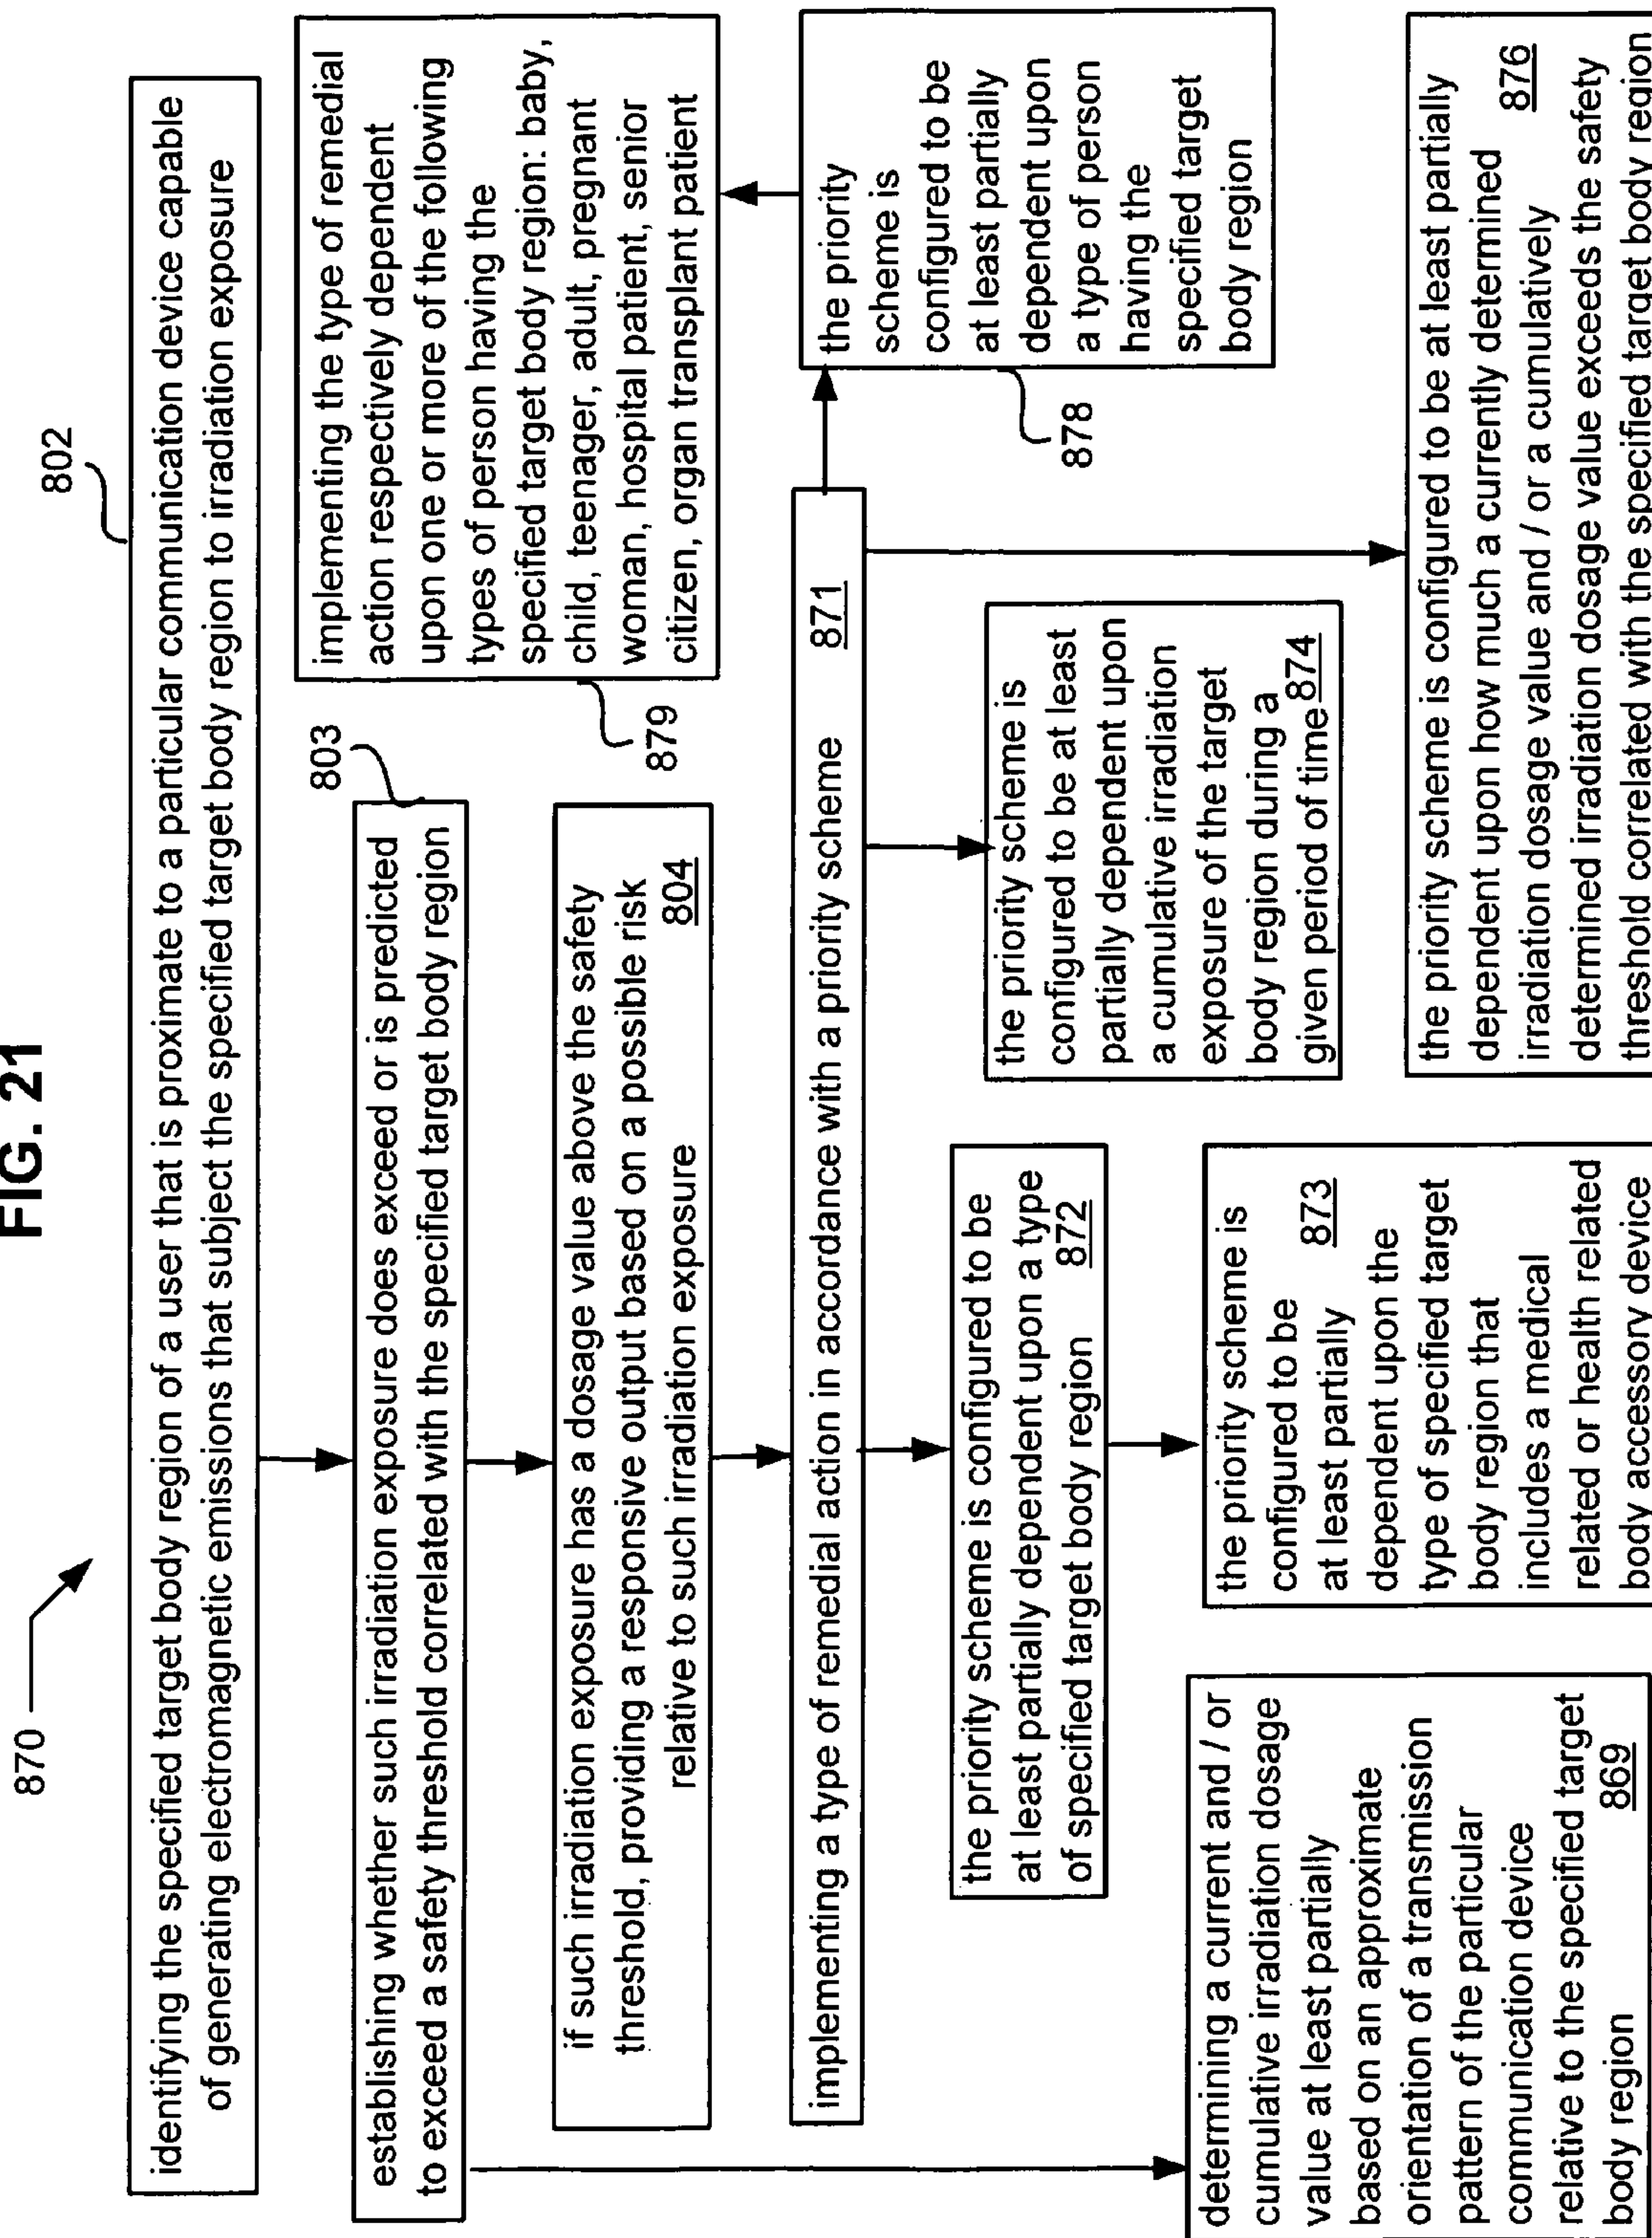 FIG. 21
870
802
identifying the specified target body region of a user that is proximate to a particular communication device capable
of generating electromagnetic emissions that subject the specified target body region to irradiation exposure
803
establishing whether such irradiation exposure does exceed or is predicted
to exceed a safety threshold correlated with the specified target body region
implementing the type of remedial
action respectively dependent
upon one or more of the following
types of person having the
specified target body region: baby,
child, teenager, adult, pregnant
woman, hospital patient, senior
citizen, organ transplant patient
879
if such irradiation exposure has a dosage value above the safety
threshold, providing a responsive output based on a possible risk
relative to such irradiation exposure
804
implementing a type of remedial action in accordance with a priority scheme 871
the priority
scheme is
configured to be
at least partially
dependent upon
a type of person
having the
specified target
body region
878
the priority scheme is configured to be
at least partially dependent upon a type
of specified target body region 872
the priority scheme is
configured to be at least
partially dependent upon
a cumulative irradiation
exposure of the target
body region during a
given period of time 874
determining a current and / or
cumulative irradiation dosage
value at least partially
based on an approximate
orientation of a transmission
pattern of the particular
communication device
relative to the specified target
body region 869
the priority scheme is
configured to be
at least partially 873
dependent upon the
type of specified target
body region that
includes a medical
related or health related
body accessory device
the priority scheme is configured to be at least partially
dependent upon how much a currently determined 876
irradiation dosage value and / or a cumulatively
determined irradiation dosage value exceeds the safety
threshold correlated with the specified target body region